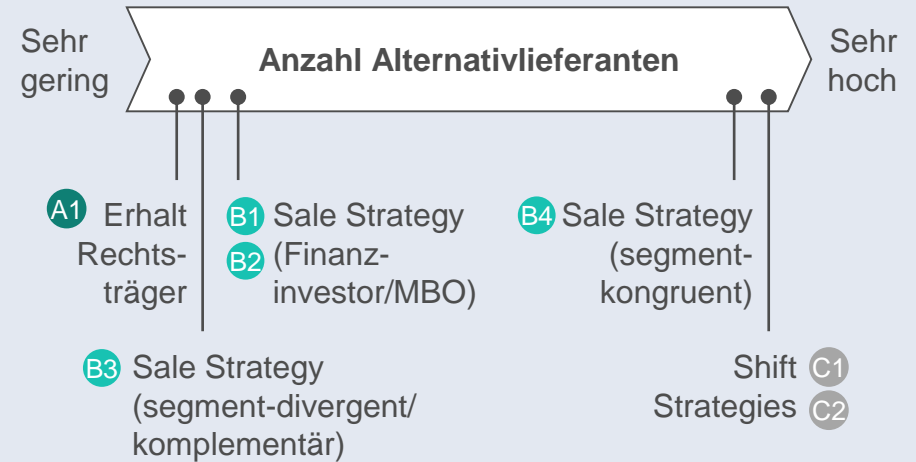 Sehr gering
Anzahl Alternativlieferanten
Sehr hoch
A1 Erhalt
Rechts-
träger
B1 Sale Strategy
B2 (Finanz-
investor/MBO)
B4 Sale Strategy
(segment-
kongruent)
B3 Sale Strategy
(segment-divergent/
komplementär)
Shift C1
Strategies C2